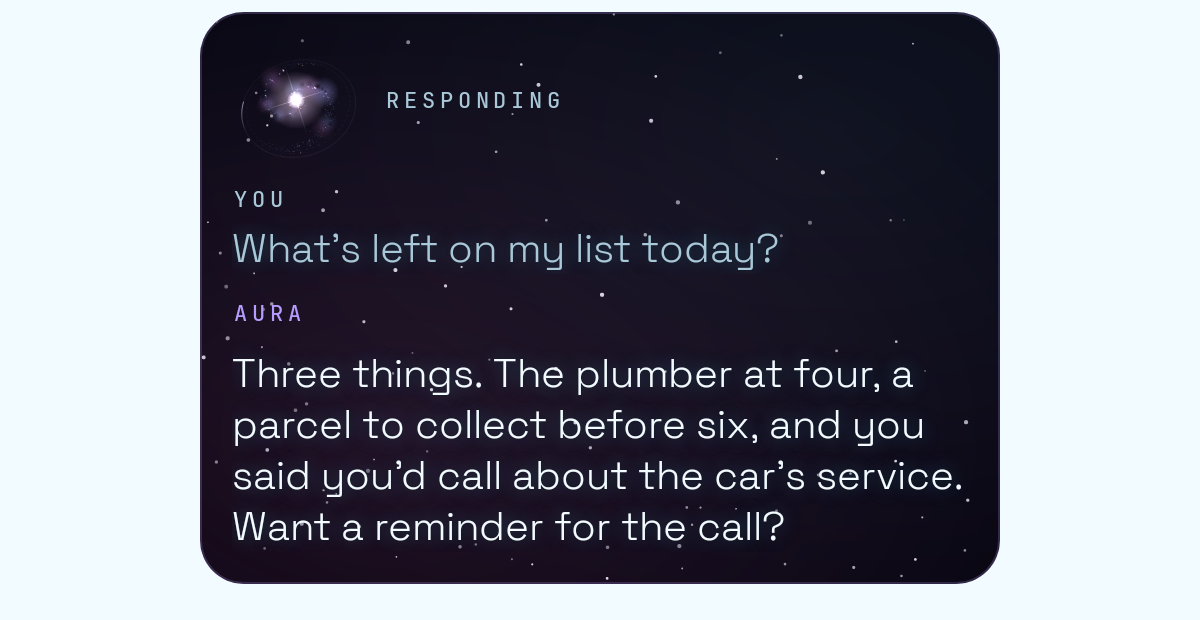 RESPONDING
YOU
What’s left on my list today?
AURA
Three things. The plumber at four, a
parcel to collect before six, and you
said you’d call about the car’s service.
Want a reminder for the call?